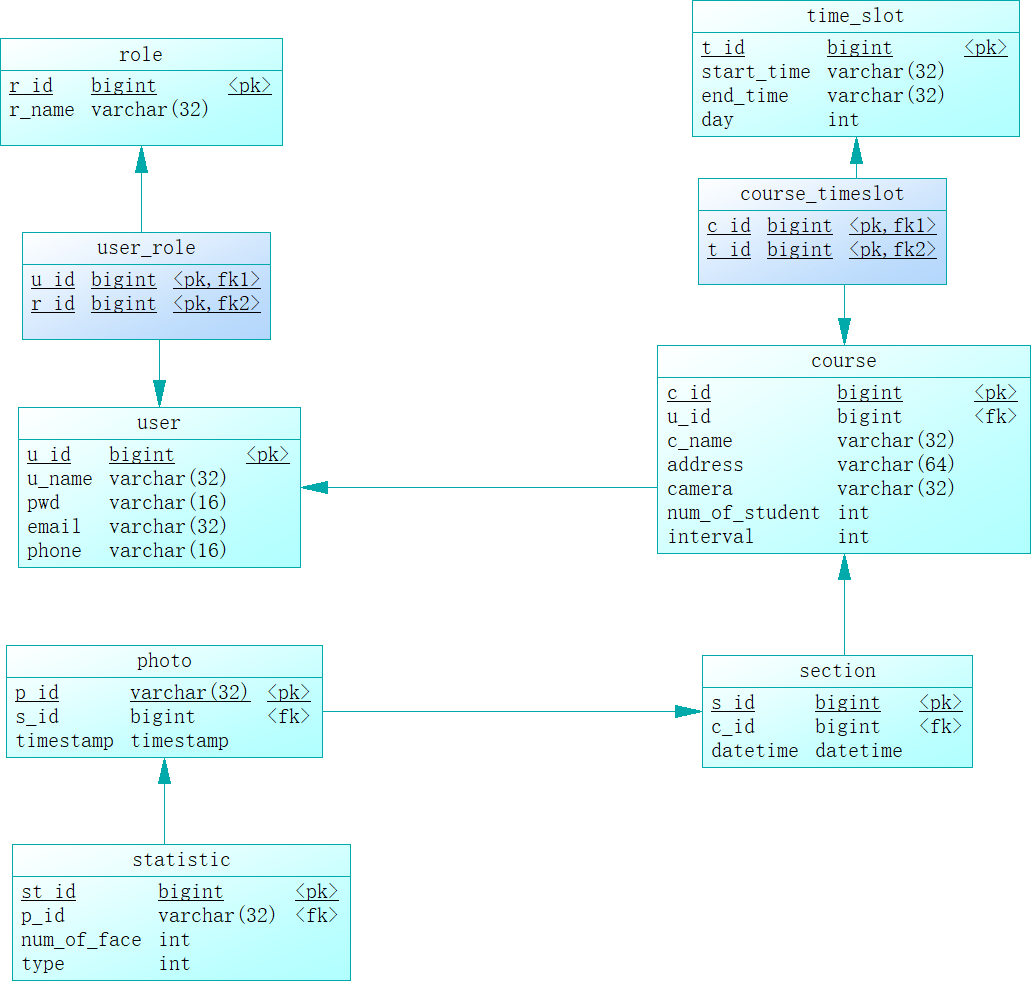 role
r_id bigint <pk>
r_name varchar(32)
time_slot
t_id bigint <pk>
start_time varchar(32)
end_time varchar(32)
day int
user_role
u_id bigint <pk,fk1>
r_id bigint <pk,fk2>
course_timeslot
c_id bigint <pk,fk1>
t_id bigint <pk,fk2>
user
u_id bigint <pk>
u_name varchar(32)
pwd varchar(16)
email varchar(32)
phone varchar(16)
course
c_id bigint <pk>
u_id bigint <fk>
c_name varchar(32)
address varchar(64)
camera varchar(32)
num_of_student int
interval int
photo
p_id varchar(32) <pk>
s_id bigint <fk>
timestamp timestamp
section
s_id bigint <pk>
c_id bigint <fk>
datetime datetime
statistic
st_id bigint <pk>
p_id varchar(32) <fk>
num_of_face int
type int